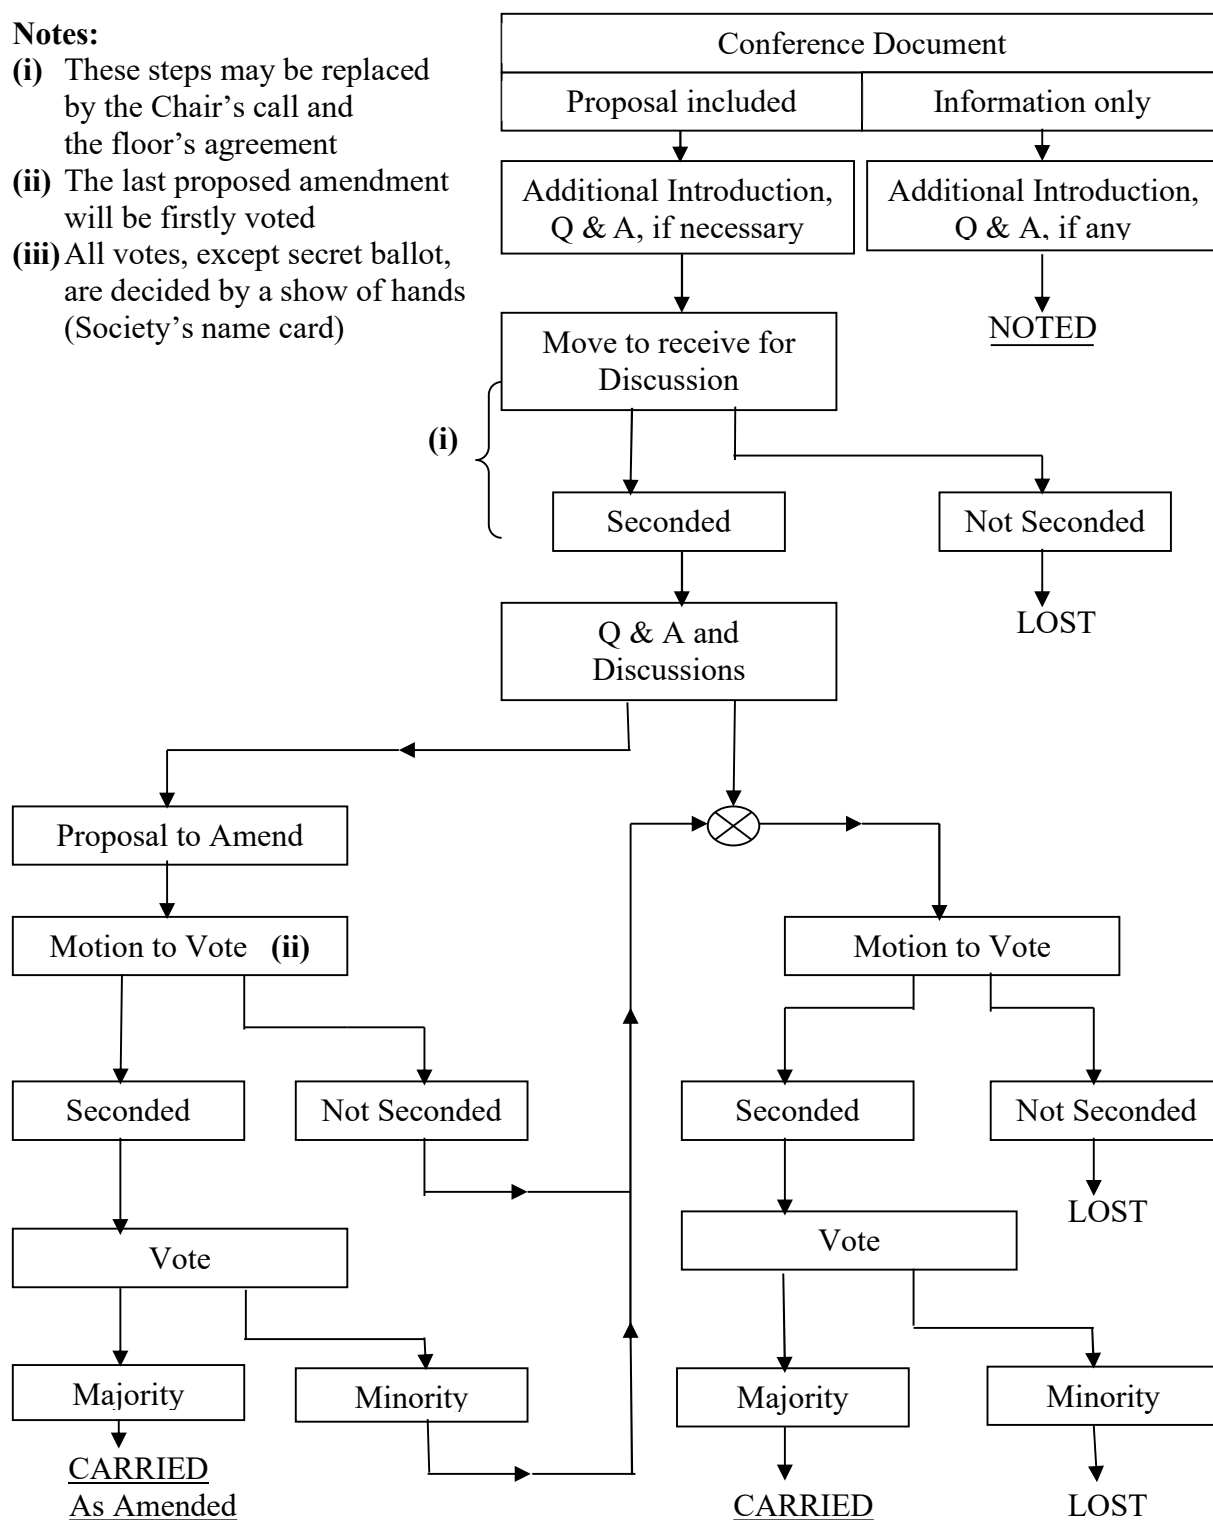 Notes:
(i) These steps may be replaced
by the Chair’s call and
the floor’s agreement
(ii) The last proposed amendment
will be firstly voted
(iii) All votes, except secret ballot,
are decided by a show of hands
(Society’s name card)
Conference Document
Proposal included
Information only
Additional Introduction,
Q & A, if necessary
Additional Introduction,
Q & A, if any
NOTED
Move to receive for
Discussion
(i)
Seconded
Not Seconded
LOST
Q & A and
Discussions
Proposal to Amend
Motion to Vote (ii)
Motion to Vote
Seconded
Not Seconded
Seconded
Not Seconded
LOST
Vote
Vote
Majority
Minority
Majority
Minority
CARRIED
As Amended
CARRIED
LOST